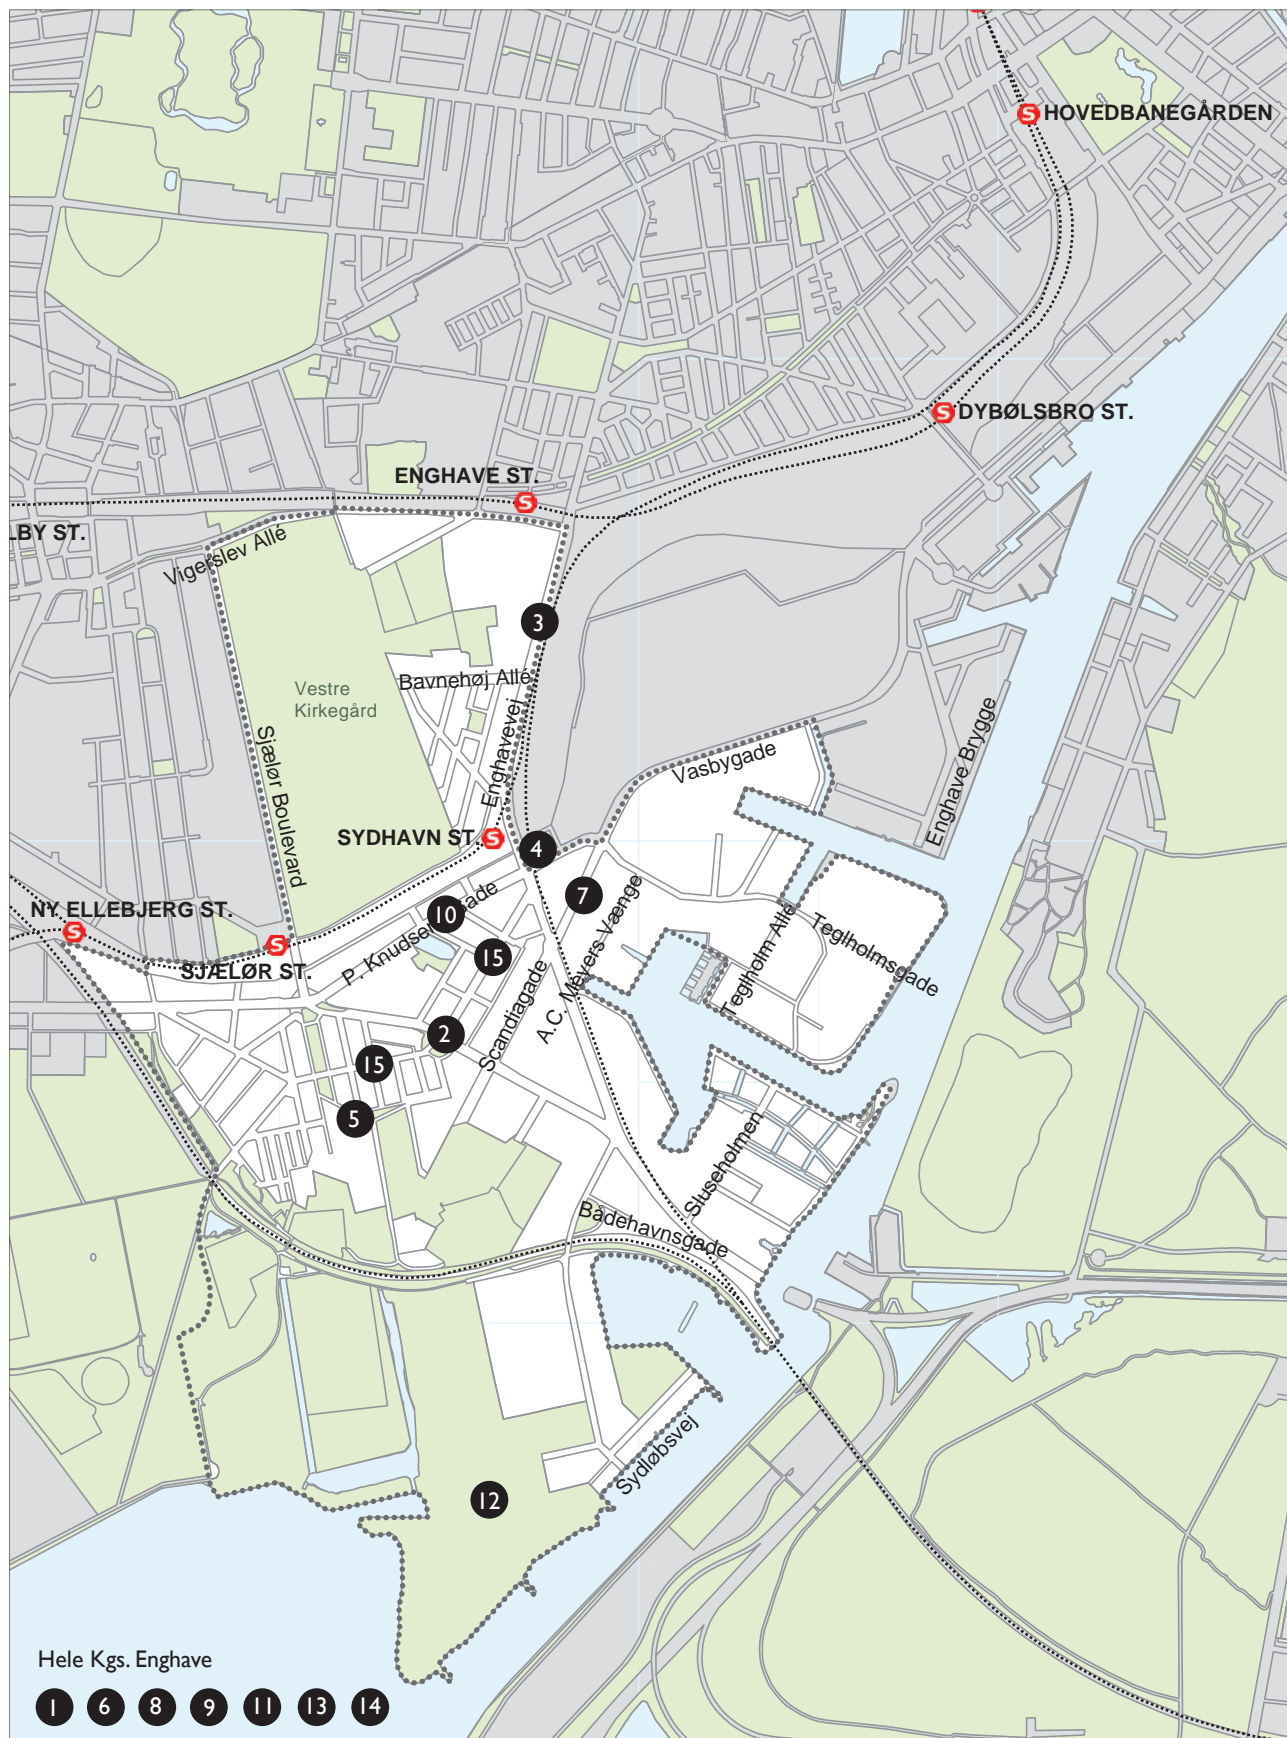 S HOVEDBANEGÅRDEN
S DYBØLSBRO ST.
ENGHAVE ST.
S
LBY ST.
Vigerslev Allé
3
Bavnehøj Allé
Vestre
Kirkegård
Enghavevej
Sjælør Boulevard
Vasbygade
Enghave Brygge
SYDHAVN ST. S
4
7
10
P. Knudsens Gade
NY ELLEBJERG ST.
S
S
SJÆLØR ST.
15
A.C. Meyers Vænge
Teglholm Allé
Teglholmsgade
Scandiagade
2
15
5
Sluseholmen
Bådehavnsgade
Sydløbsvej
12
Hele Kgs. Enghave
1 6 8 9 11 13 14